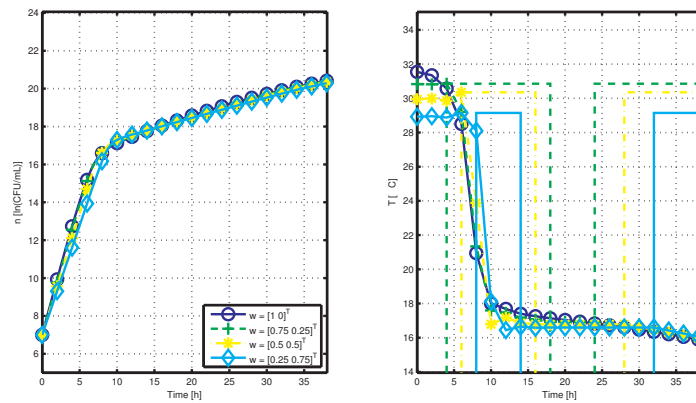 24
22
20
18
16
14
12
10
8
6
n [ln(CFU/mL)]
0 5 10 15 20 25 30 35
Time [h]
w = [1 0]T
w = [0.75 0.25]T
w = [0.5 0.5]T
w = [0.25 0.75]T
34
32
30
28
26
24
22
20
18
16
14
T [ C]
0 5 10 15 20 25 30 35
Time [h]